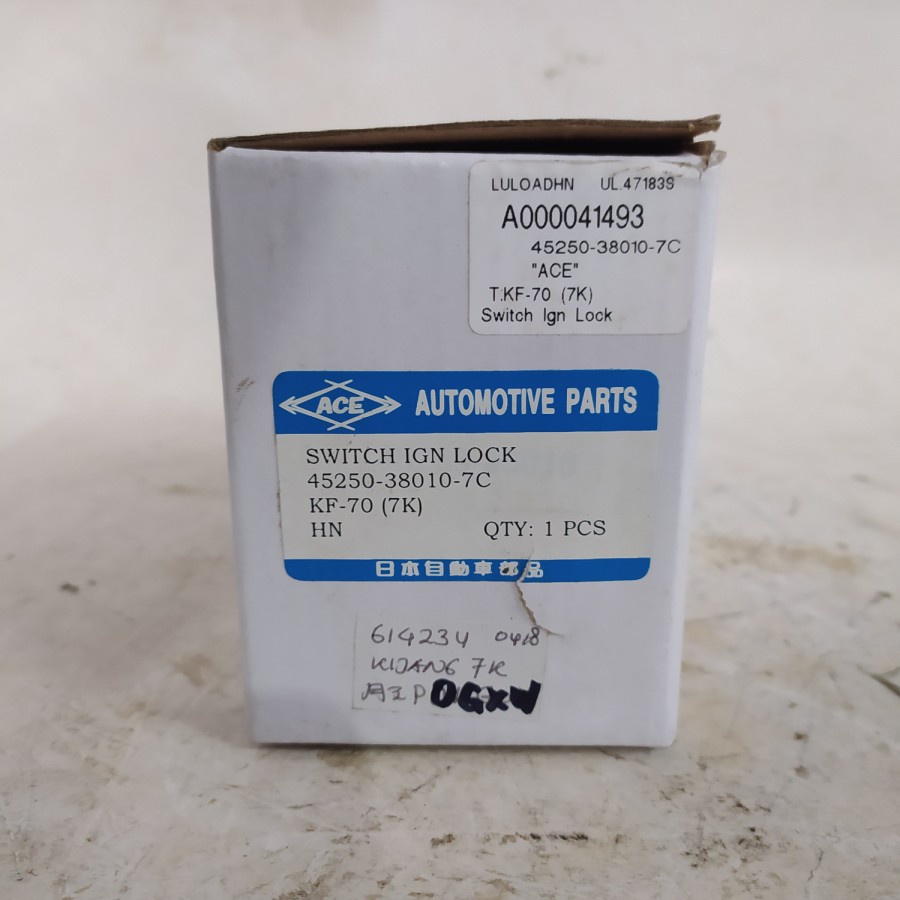 LULOADHN UL.471839
A000041493
45250-38010-7C
"ACE"
T.KF-70 (7K)
Switch Ign Lock
ACE AUTOMOTIVE PARTS
SWITCH IGN LOCK
45250-38010-7C
KF-70 (7K)
HN QTY: 1 PCS
日本自動車部品
614234 0418
KIJANG 7K
OGXW